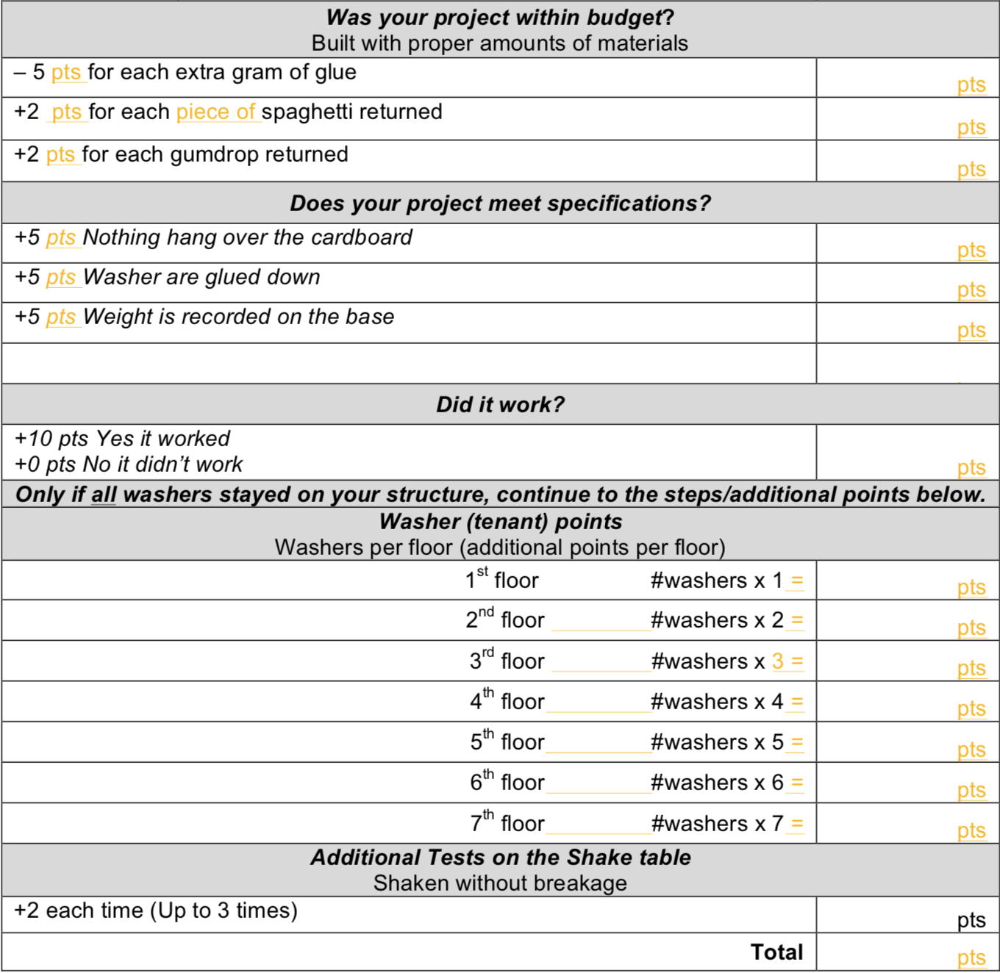 Was your project within budget?
Built with proper amounts of materials
– 5 pts for each extra gram of glue
pts
+2 pts for each piece of spaghetti returned
pts
+2 pts for each gumdrop returned
pts
Does your project meet specifications?
+5 pts Nothing hang over the cardboard
pts
+5 pts Washer are glued down
pts
+5 pts Weight is recorded on the base
pts
Did it work?
+10 pts Yes it worked
+0 pts No it didn't work
pts
Only if all washers stayed on your structure, continue to the steps/additional points below.
Washer (tenant) points
Washers per floor (additional points per floor)
1st floor #washers x 1 =
pts
2nd floor ________ #washers x 2 =
pts
3rd floor ________ #washers x 3 =
pts
4th floor ________ #washers x 4 =
pts
5th floor ________ #washers x 5 =
pts
6th floor ________ #washers x 6 =
pts
7th floor ________ #washers x 7 =
pts
Additional Tests on the Shake table
Shaken without breakage
+2 each time (Up to 3 times)
pts
Total
pts